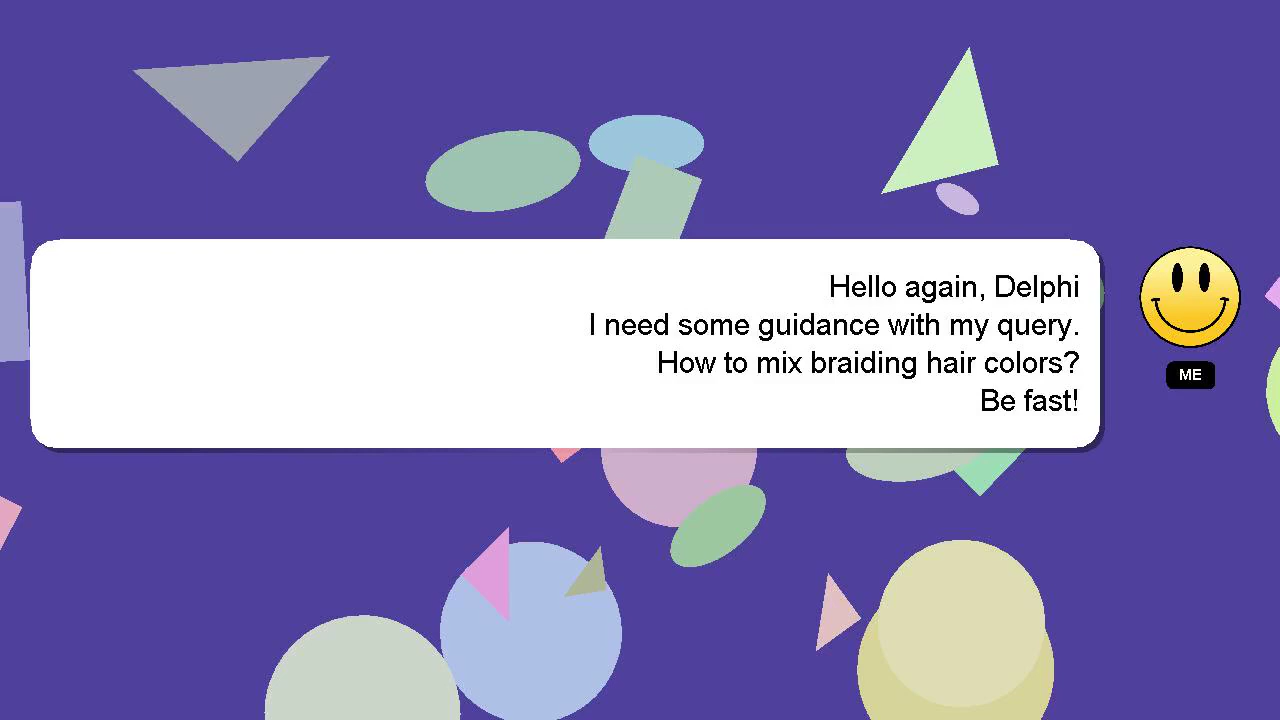 Hello again, Delphi
I need some guidance with my query.
How to mix braiding hair colors?
Be fast!
ME